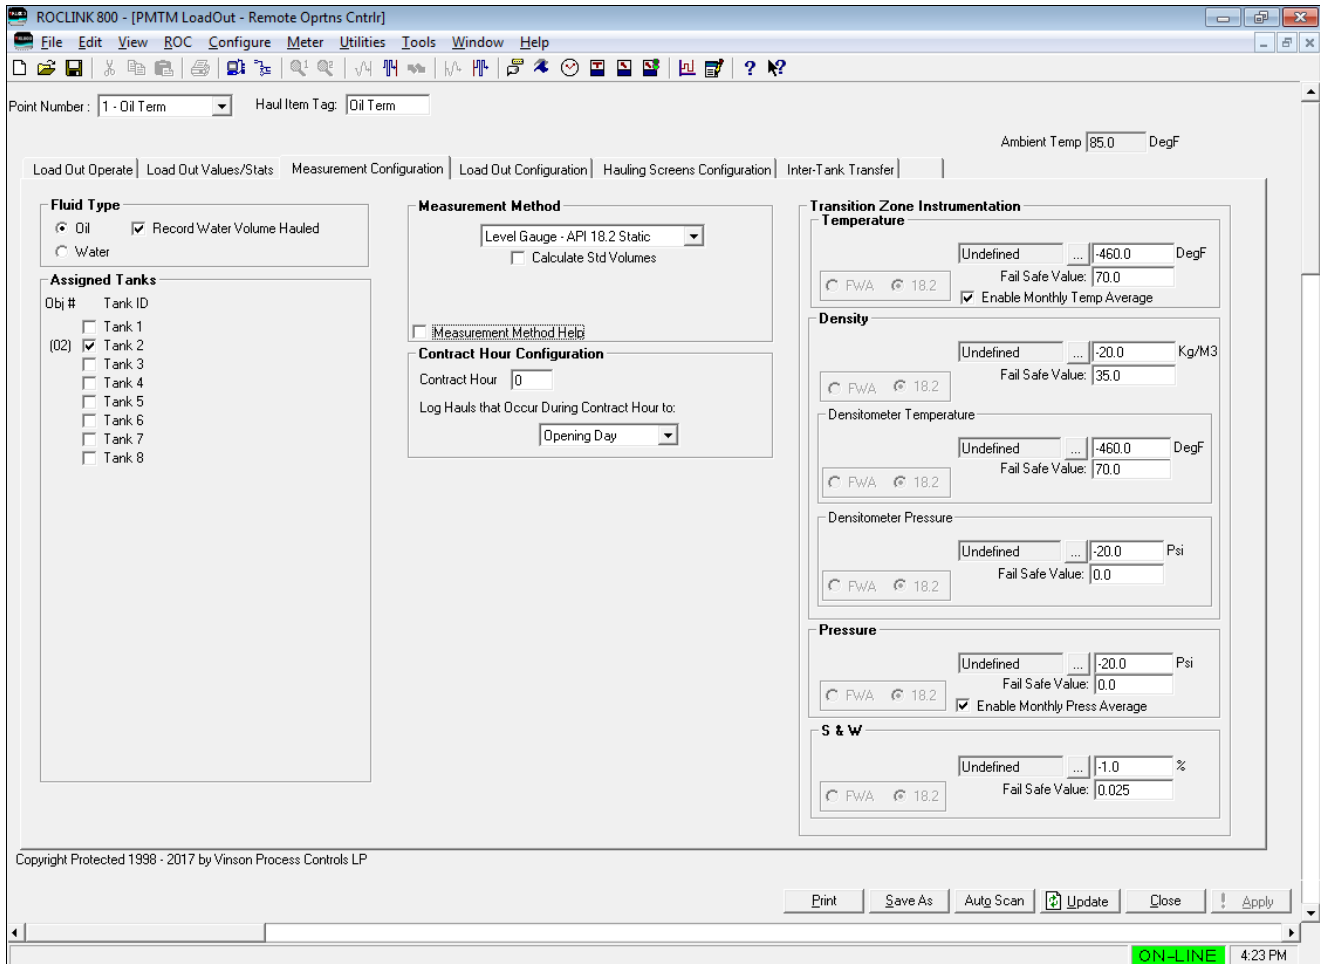 ROCLINK 800 - [PMTM LoadOut - Remote Oprtns Cntrlr]
File Edit View ROC Configure Meter Utilities Tools Window Help
Point Number : 1 - Oil Term Haul Item Tag: Oil Term
Ambient Temp 85.0 DegF
Load Out Operate Load Out Values/Stats Measurement Configuration Load Out Configuration Hauling Screens Configuration Inter-Tank Transfer
Fluid Type
Oil Record Water Volume Hauled
Water
Assigned Tanks
Obj # Tank ID
Tank 1
(02) Tank 2
Tank 3
Tank 4
Tank 5
Tank 6
Tank 7
Tank 8
Measurement Method
Level Gauge - API 18.2 Static
Calculate Std Volumes
Measurement Method Help
Contract Hour Configuration
Contract Hour 0
Log Hauls that Occur During Contract Hour to:
Opening Day
Transition Zone Instrumentation
Temperature
Undefined ... -460.0 DegF
Fail Safe Value: 70.0
FWA 18.2
Enable Monthly Temp Average
Density
Undefined ... -20.0 Kg/M3
Fail Safe Value: 35.0
FWA 18.2
Densitometer Temperature
Undefined ... -460.0 DegF
Fail Safe Value: 70.0
FWA 18.2
Densitometer Pressure
Undefined ... -20.0 Psi
Fail Safe Value: 0.0
FWA 18.2
Pressure
Undefined ... -20.0 Psi
Fail Safe Value: 0.0
FWA 18.2
Enable Monthly Press Average
S & W
Undefined ... -1.0 %
Fail Safe Value: 0.025
FWA 18.2
Copyright Protected 1998 - 2017 by Vinson Process Controls LP
Print Save As Auto Scan Update Close ! Apply
ON-LINE 4:23 PM